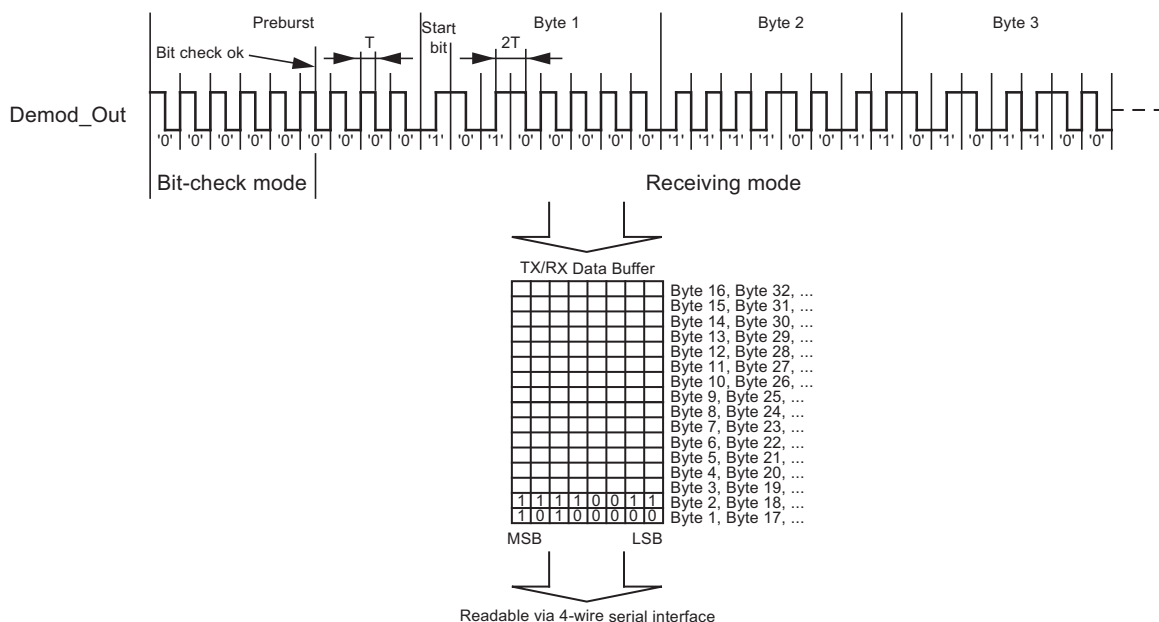 Preburst
Start bit
Byte 1
Byte 2
Byte 3
Bit check ok
T
2T
Demod_Out
'0' '0' '0' '0' '0' '0' '0' '0' '0' '1' '0' '1' '0' '0' '0' '0' '0' '1' '1' '1' '1' '0' '0' '1' '1' '0' '1' '0' '1' '1' '0' '0'
Bit-check mode
Receiving mode
TX/RX Data Buffer
Byte 16, Byte 32, ...
Byte 15, Byte 31, ...
Byte 14, Byte 30, ...
Byte 13, Byte 29, ...
Byte 12, Byte 28, ...
Byte 11, Byte 27, ...
Byte 10, Byte 26, ...
Byte 9, Byte 25, ...
Byte 8, Byte 24, ...
Byte 7, Byte 23, ...
Byte 6, Byte 22, ...
Byte 5, Byte 21, ...
Byte 4, Byte 20, ...
Byte 3, Byte 19, ...
1 1 1 1 0 0 1 1 Byte 2, Byte 18, ...
1 0 1 0 0 0 0 0 Byte 1, Byte 17, ...
MSB LSB
Readable via 4-wire serial interface